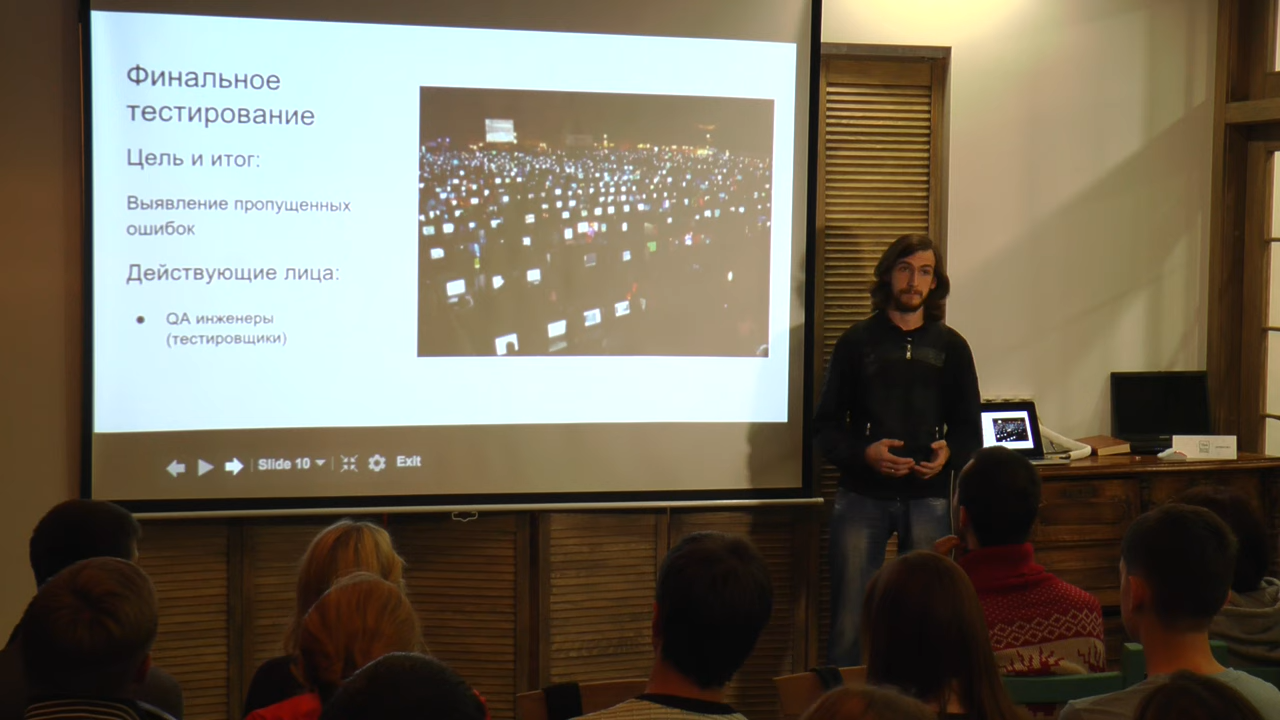 Финальное
тестирование
Цель и итог:
Выявление пропущенных
ошибок
Действующие лица:
● QA инженеры
(тестировщики)
Slide 10
Exit